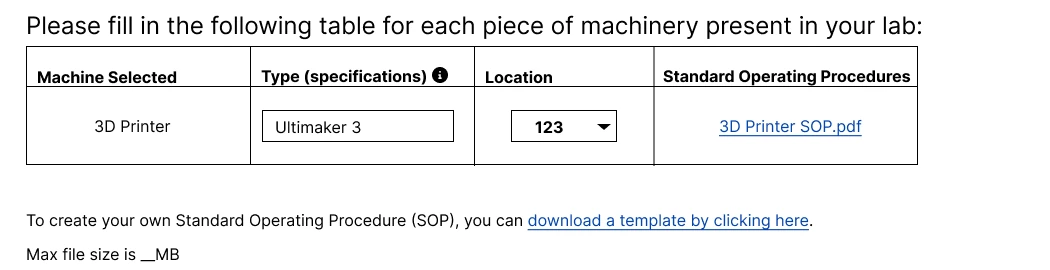 Please fill in the following table for each piece of machinery present in your lab:
Machine Selected Type (specifications) Location Standard Operating Procedures
3D Printer Ultimaker 3 123 3D Printer SOP.pdf
To create your own Standard Operating Procedure (SOP), you can download a template by clicking here.
Max file size is __MB